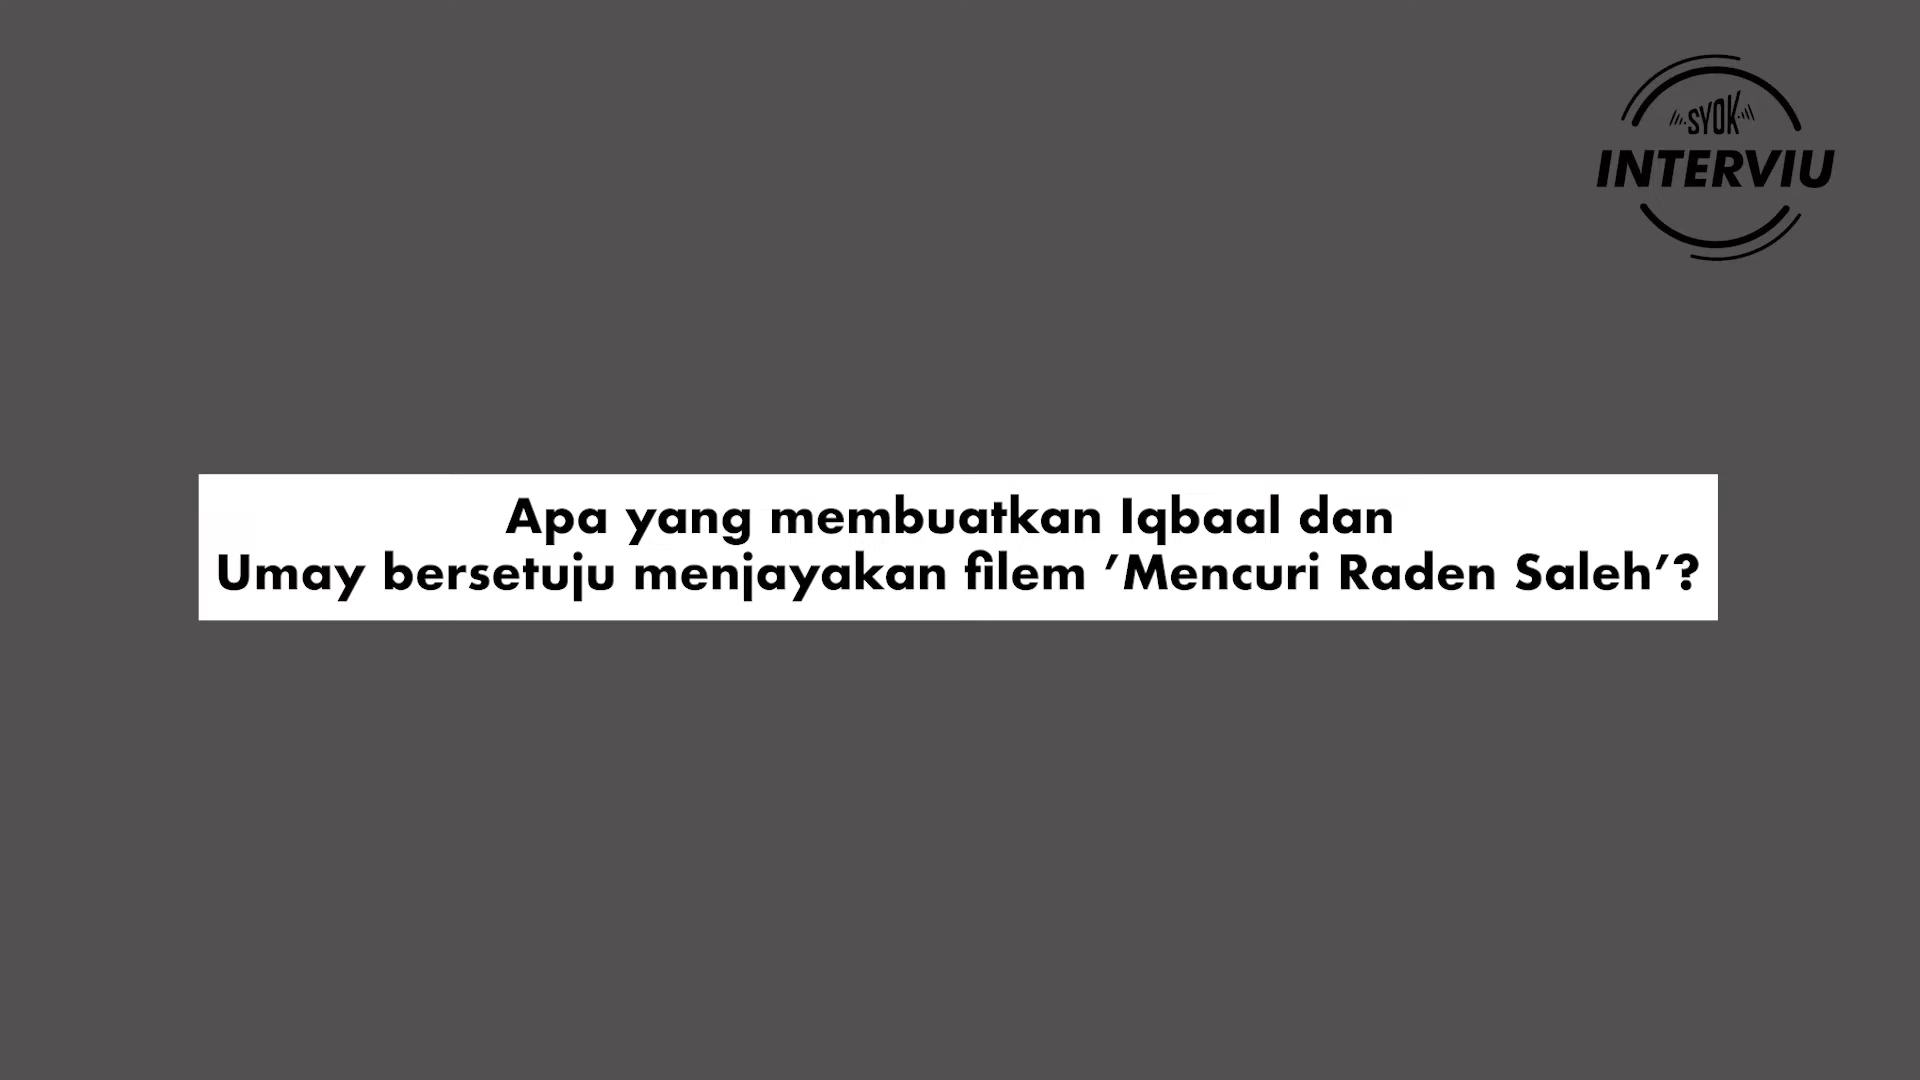 SYOK
INTERVIU
Apa yang membuatkan Iqbaal dan
Umay bersetuju menjayakan filem ’Mencuri Raden Saleh’?